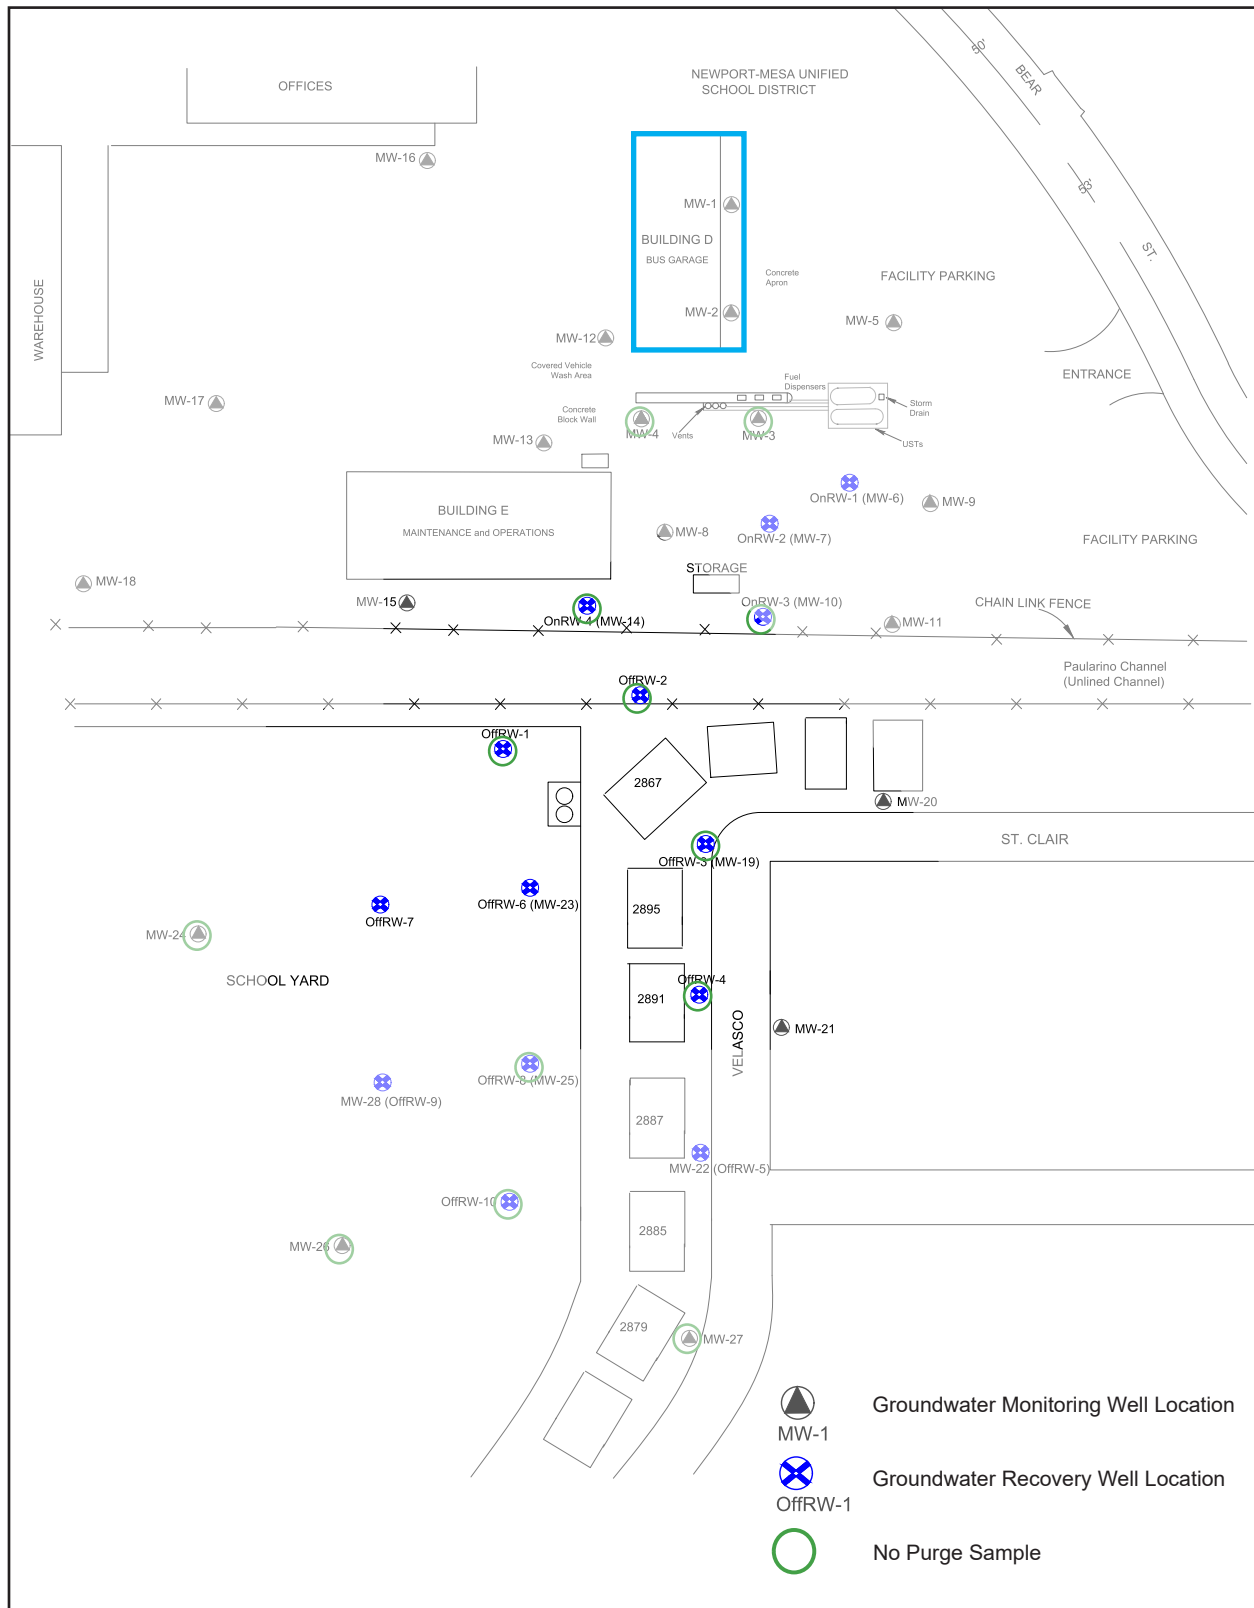 OFFICES
NEWPORT-MESA UNIFIED
SCHOOL DISTRICT
50'
BEAR
53'
ST.
MW-16
MW-1
BUILDING D
BUS GARAGE
Concrete
Apron
FACILITY PARKING
WAREHOUSE
MW-2
MW-5
MW-12
Covered Vehicle
Wash Area
Fuel
Dispensers
ENTRANCE
MW-17
Concrete
Block Wall
Storm
Drain
MW-4
Vents
MW-3
USTs
MW-13
OnRW-1 (MW-6)
MW-9
BUILDING E
MAINTENANCE and OPERATIONS
MW-8
OnRW-2 (MW-7)
FACILITY PARKING
STORAGE
MW-18
MW-15
OnRW-4 (MW-14)
OnRW-3 (MW-10)
MW-11
CHAIN LINK FENCE
Paularino Channel
(Unlined Channel)
OffRW-2
OffRW-1
2867
MW-20
ST. CLAIR
OffRW-3 (MW-19)
OffRW-6 (MW-23)
2895
OffRW-7
MW-24
SCHOOL YARD
OffRW-4
2891
MW-21
VELASCO
OffRW-8 (MW-25)
MW-28 (OffRW-9)
2887
MW-22 (OffRW-5)
OffRW-10
2885
MW-26
2879
MW-27
Groundwater Monitoring Well Location
MW-1
Groundwater Recovery Well Location
OffRW-1
No Purge Sample